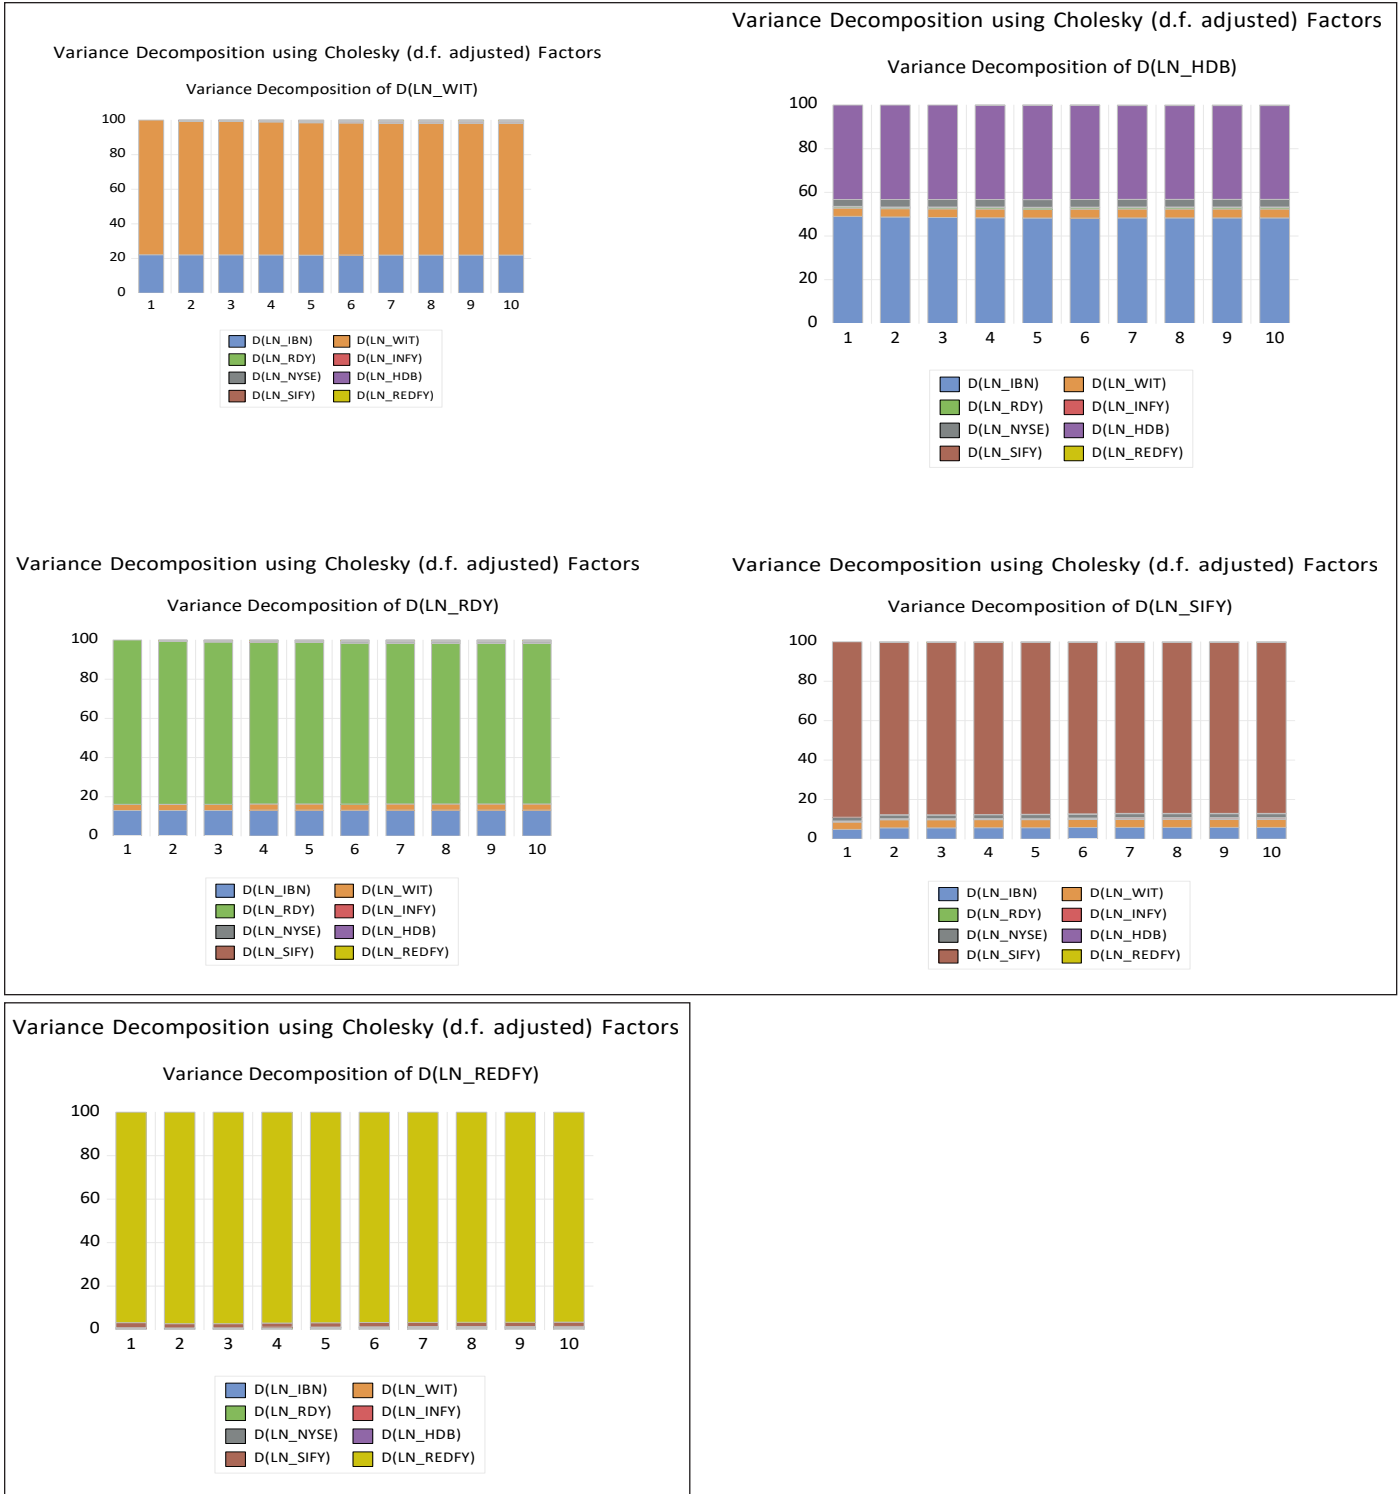 Variance Decomposition using Cholesky (d.f. adjusted) Factors
Variance Decomposition of D(LN_WIT)
100
80
60
40
20
0
1 2 3 4 5 6 7 8 9 10
D(LN_IBN) D(LN_WIT)
D(LN_RDY) D(LN_INFY)
D(LN_NYSE) D(LN_HDB)
D(LN_SIFY) D(LN_REDFY)
Variance Decomposition using Cholesky (d.f. adjusted) Factors
Variance Decomposition of D(LN_HDB)
100
80
60
40
20
0
1 2 3 4 5 6 7 8 9 10
D(LN_IBN) D(LN_WIT)
D(LN_RDY) D(LN_INFY)
D(LN_NYSE) D(LN_HDB)
D(LN_SIFY) D(LN_REDFY)
Variance Decomposition using Cholesky (d.f. adjusted) Factors
Variance Decomposition of D(LN_RDY)
100
80
60
40
20
0
1 2 3 4 5 6 7 8 9 10
D(LN_IBN) D(LN_WIT)
D(LN_RDY) D(LN_INFY)
D(LN_NYSE) D(LN_HDB)
D(LN_SIFY) D(LN_REDFY)
Variance Decomposition using Cholesky (d.f. adjusted) Factors
Variance Decomposition of D(LN_SIFY)
100
80
60
40
20
0
1 2 3 4 5 6 7 8 9 10
D(LN_IBN) D(LN_WIT)
D(LN_RDY) D(LN_INFY)
D(LN_NYSE) D(LN_HDB)
D(LN_SIFY) D(LN_REDFY)
Variance Decomposition using Cholesky (d.f. adjusted) Factors
Variance Decomposition of D(LN_REDFY)
100
80
60
40
20
0
1 2 3 4 5 6 7 8 9 10
D(LN_IBN) D(LN_WIT)
D(LN_RDY) D(LN_INFY)
D(LN_NYSE) D(LN_HDB)
D(LN_SIFY) D(LN_REDFY)